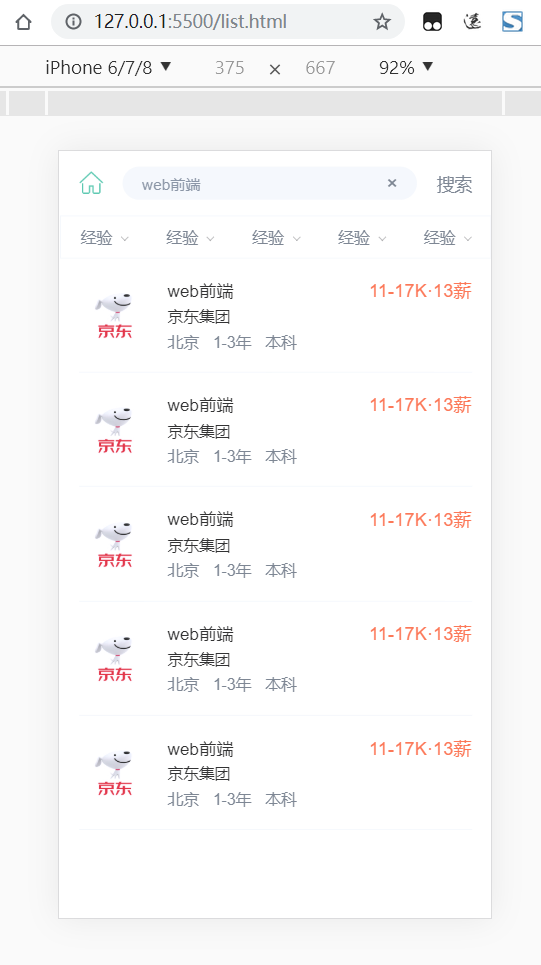 127.0.0.1:5500/list.html
iPhone 6/7/8 ▼ 375 × 667 92% ▼
web前端 × 搜索
经验 经验 经验 经验 经验
web前端 11-17K·13薪
京东集团
北京 1-3年 本科
京东
web前端 11-17K·13薪
京东集团
北京 1-3年 本科
京东
web前端 11-17K·13薪
京东集团
北京 1-3年 本科
京东
web前端 11-17K·13薪
京东集团
北京 1-3年 本科
京东
web前端 11-17K·13薪
京东集团
北京 1-3年 本科
京东